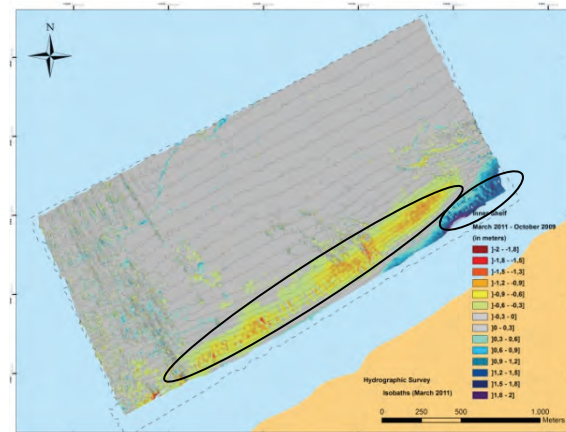 N
Inner Shelf
March 2011 - October 2009
(in meters)
]-2 - -1,8]
]-1,8 - -1,5]
]-1,5 - -1,3]
]-1,2 - -0,9]
]-0,9 - -0,6]
]-0,6 - -0,3]
]-0,3 - 0]
]0 - 0,3]
]0,3 - 0,6]
]0,6 - 0,9]
]0,9 - 1,2]
]1,2 - 1,5]
]1,5 - 1,8]
]1,8 - 2]
Hydrographic Survey
Isobaths (March 2011)
0 250 500 1.000
Meters